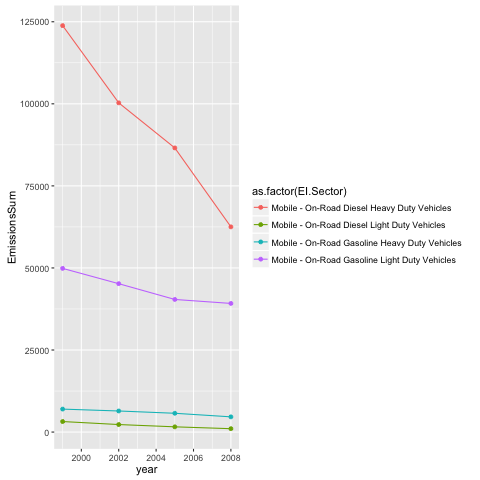 125000
100000
75000
50000
25000
0
EmissionsSum
2000 2002 2004 2006 2008
year
as.factor(EI.Sector)
Mobile - On-Road Diesel Heavy Duty Vehicles
Mobile - On-Road Diesel Light Duty Vehicles
Mobile - On-Road Gasoline Heavy Duty Vehicles
Mobile - On-Road Gasoline Light Duty Vehicles